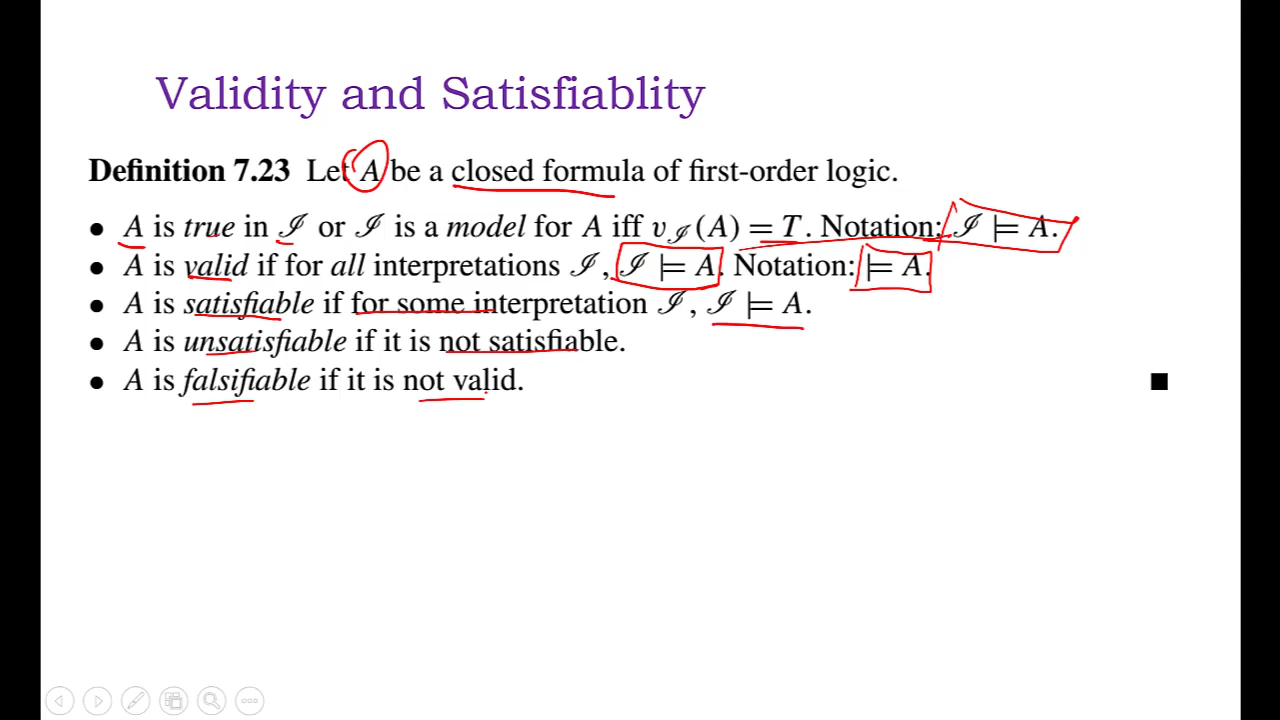 Validity and Satisfiablity
Definition 7.23 Let A be a closed formula of first-order logic.
● A is true in ℐ or ℐ is a model for A iff v_ℐ(A) = T. Notation: ℐ ⊨ A.
● A is valid if for all interpretations ℐ, ℐ ⊨ A. Notation: ⊨ A.
● A is satisfiable if for some interpretation ℐ, ℐ ⊨ A.
● A is unsatisfiable if it is not satisfiable.
● A is falsifiable if it is not valid. ■